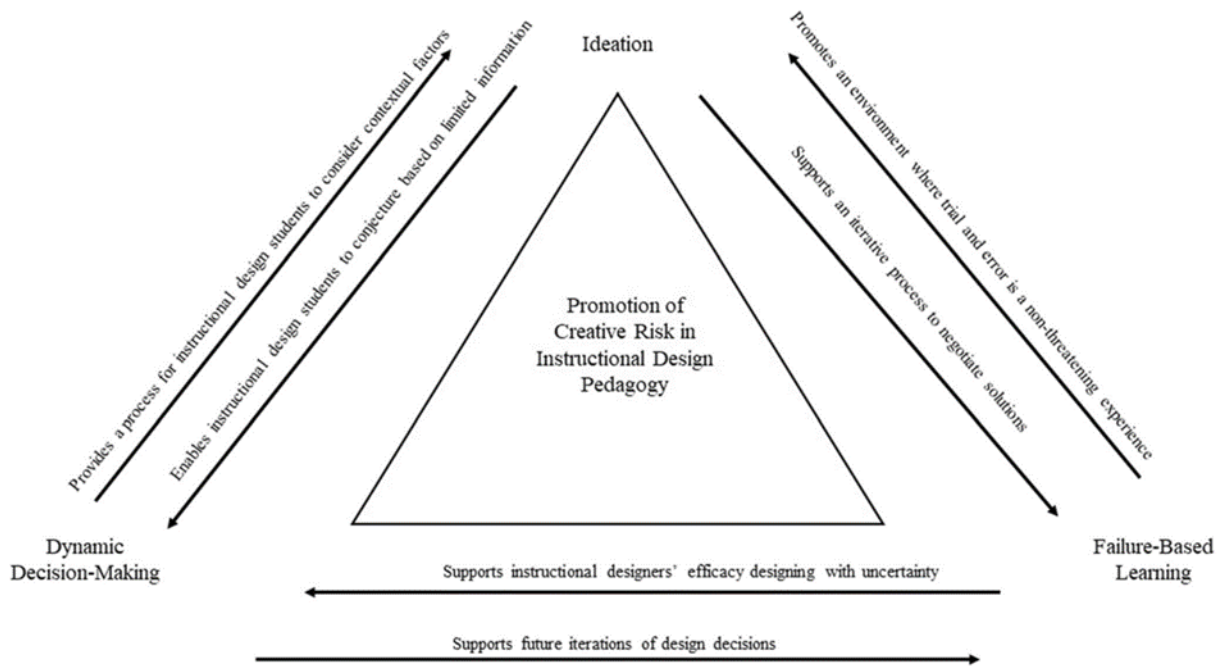 Ideation
Provides a process for instructional design students to consider contextual factors
Enables instructional design students to conjecture based on limited information
Supports an iterative process to negotiate solutions
Promotes an environment where trial and error is a non-threatening experience
Promotion of
Creative Risk in
Instructional Design
Pedagogy
Dynamic
Decision-Making
Failure-Based
Learning
Supports instructional designers’ efficacy designing with uncertainty
Supports future iterations of design decisions